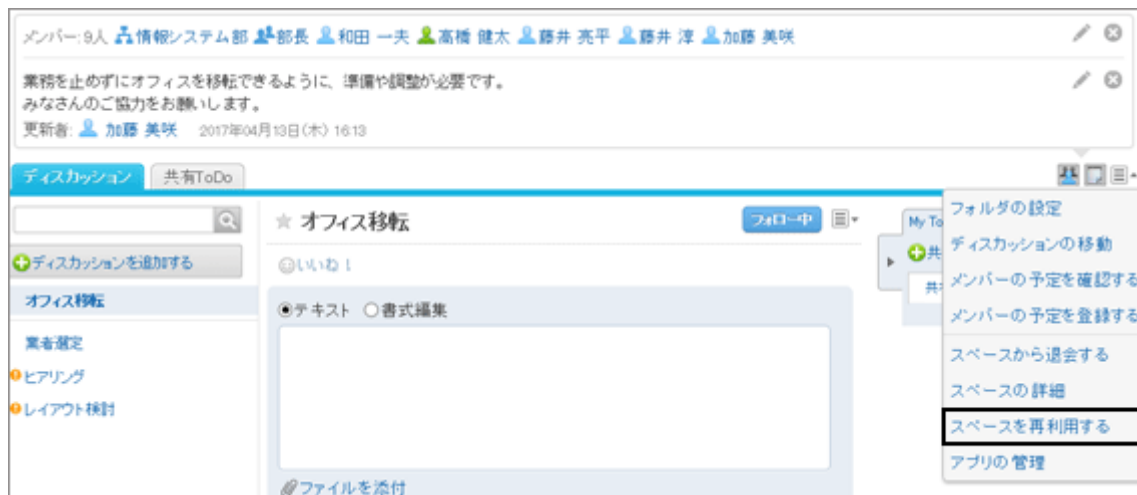 メンバー:9人 情報システム部 部長 和田 一夫 高橋 健太 藤井 亮平 藤井 淳 加藤 美咲
業務を止めずにオフィスを移転できるように、準備や調整が必要です。
みなさんのご協力をお願いします。
更新者: 加藤 美咲 2017年04月13日(木) 16:13
ディスカッション 共有ToDo
ディスカッションを追加する
オフィス移転
業者選定
ヒアリング
レイアウト検討
オフィス移転 フォロー中
いいね!
テキスト 書式編集
ファイルを添付
My To
共
共
フォルダの設定
ディスカッションの移動
メンバーの予定を確認する
メンバーの予定を登録する
スペースから退会する
スペースの詳細
スペースを再利用する
アプリの管理